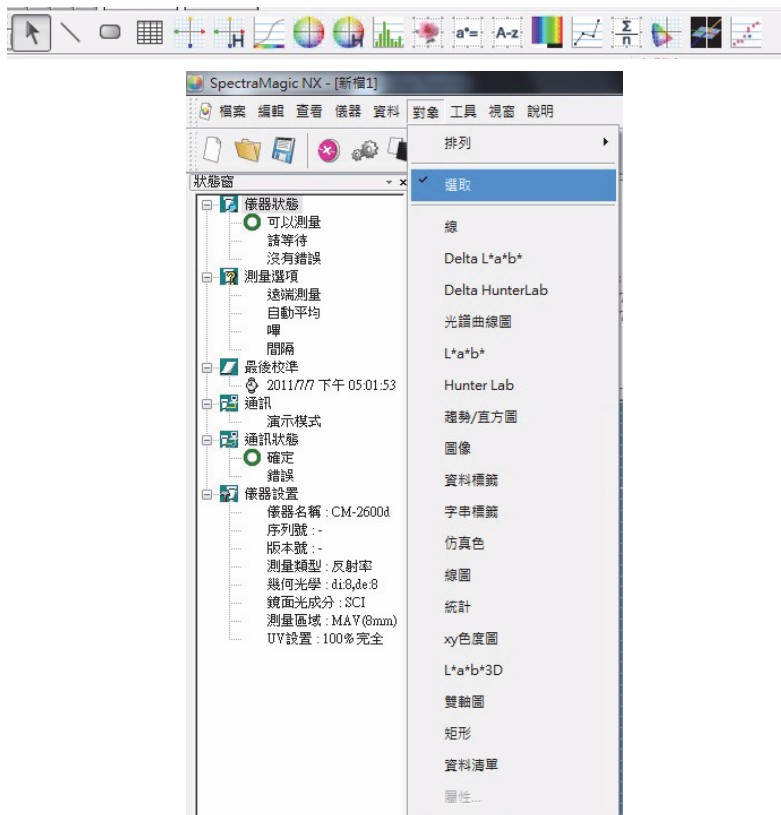 H
H
a*=
A-z
Σ
n
SpectraMagic NX - [新檔1]
檔案 編輯 查看 儀器 資料 對象 工具 視窗 說明
狀態窗
儀器狀態
可以測量
請等待
沒有錯誤
測量選項
遠端測量
自動平均
嗶
間隔
最後校準
2011/7/7 下午 05:01:53
通訊
演示模式
通訊狀態
確定
錯誤
儀器設置
儀器名稱 : CM-2600d
序列號 : -
版本號 : -
測量類型 : 反射率
幾何光學 : di:8,de:8
鏡面光成分 : SCI
測量區域 : MAV(8mm)
UV設置 : 100% 完全
排列
選取
線
Delta L*a*b*
Delta HunterLab
光譜曲線圖
L*a*b*
Hunter Lab
趨勢/直方圖
圖像
資料標籤
字串標籤
仿真色
線圖
統計
xy色度圖
L*a*b*3D
雙軸圖
矩形
資料清單
屬性...